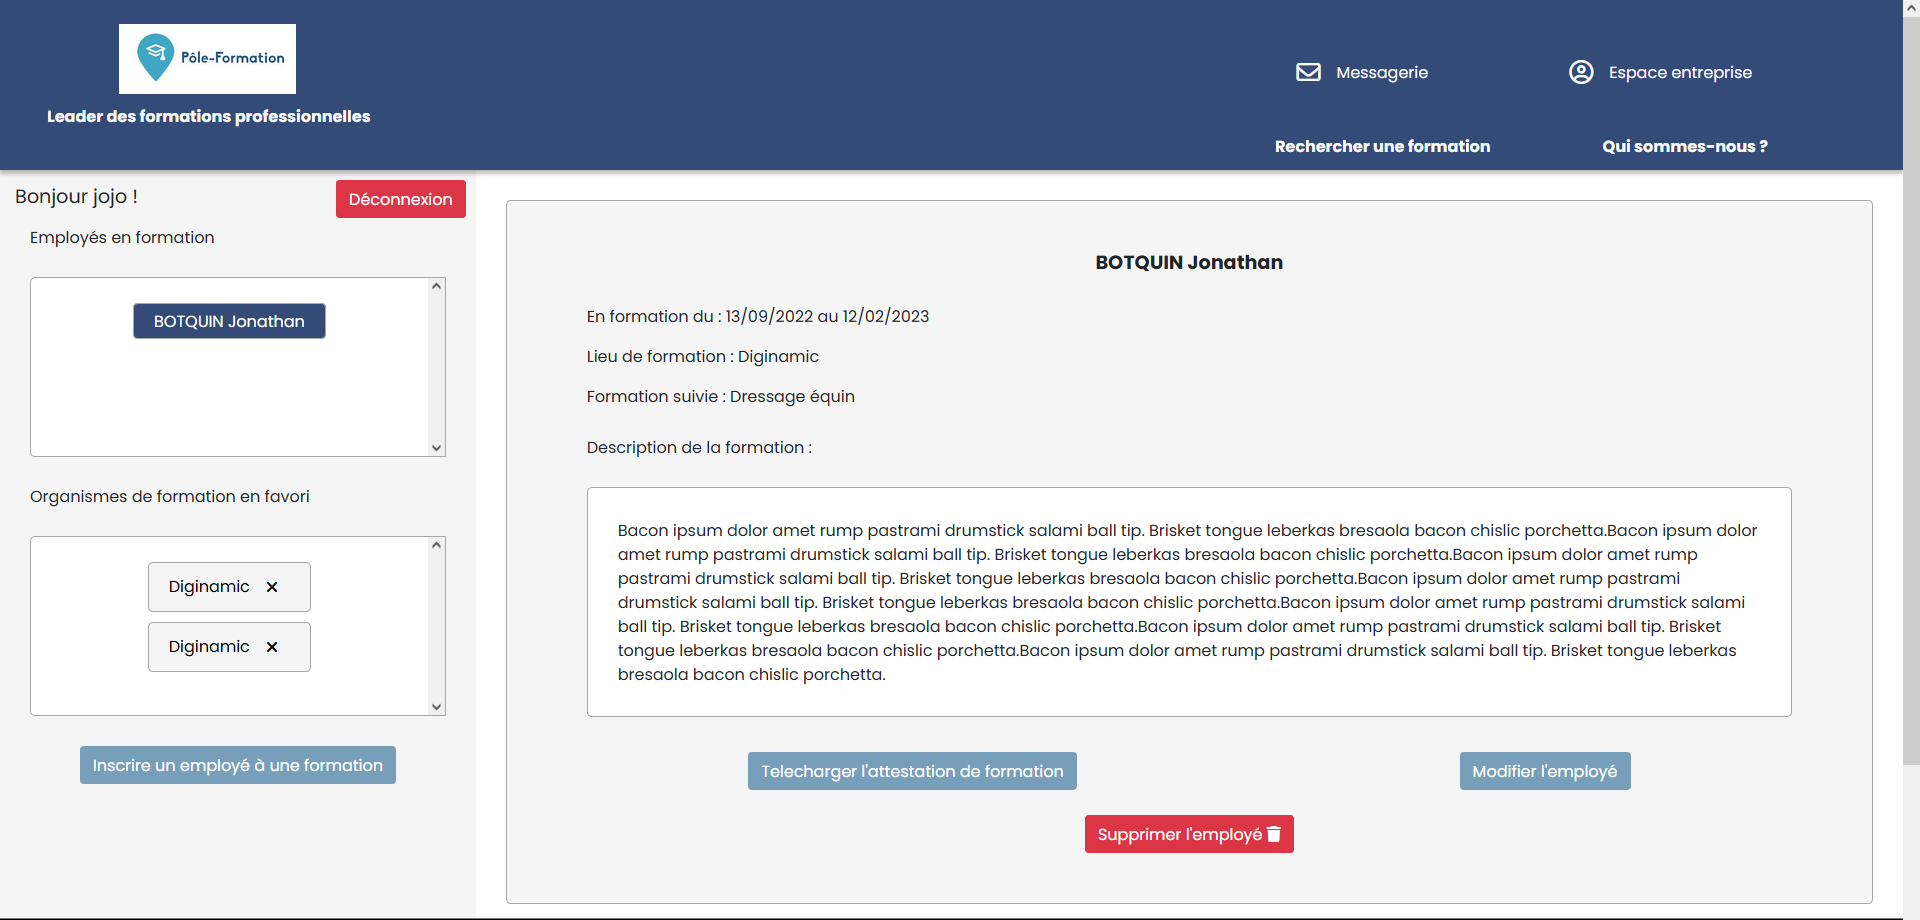 Pôle-Formation
Leader des formations professionnelles
Messagerie
Espace entreprise
Rechercher une formation
Qui sommes-nous ?
Bonjour jojo !
Déconnexion
Employés en formation
BOTQUIN Jonathan
Organismes de formation en favori
Diginamic
Diginamic
Inscrire un employé à une formation
BOTQUIN Jonathan
En formation du : 13/09/2022 au 12/02/2023
Lieu de formation : Diginamic
Formation suivie : Dressage équin
Description de la formation :
Bacon ipsum dolor amet rump pastrami drumstick salami ball tip. Brisket tongue leberkas bresaola bacon chislic porchetta.Bacon ipsum dolor
amet rump pastrami drumstick salami ball tip. Brisket tongue leberkas bresaola bacon chislic porchetta.Bacon ipsum dolor amet rump
pastrami drumstick salami ball tip. Brisket tongue leberkas bresaola bacon chislic porchetta.Bacon ipsum dolor amet rump pastrami
drumstick salami ball tip. Brisket tongue leberkas bresaola bacon chislic porchetta.Bacon ipsum dolor amet rump pastrami drumstick salami
ball tip. Brisket tongue leberkas bresaola bacon chislic porchetta.Bacon ipsum dolor amet rump pastrami drumstick salami ball tip. Brisket
tongue leberkas bresaola bacon chislic porchetta.Bacon ipsum dolor amet rump pastrami drumstick salami ball tip. Brisket tongue leberkas
bresaola bacon chislic porchetta.
Telecharger l'attestation de formation
Modifier l'employé
Supprimer l'employé